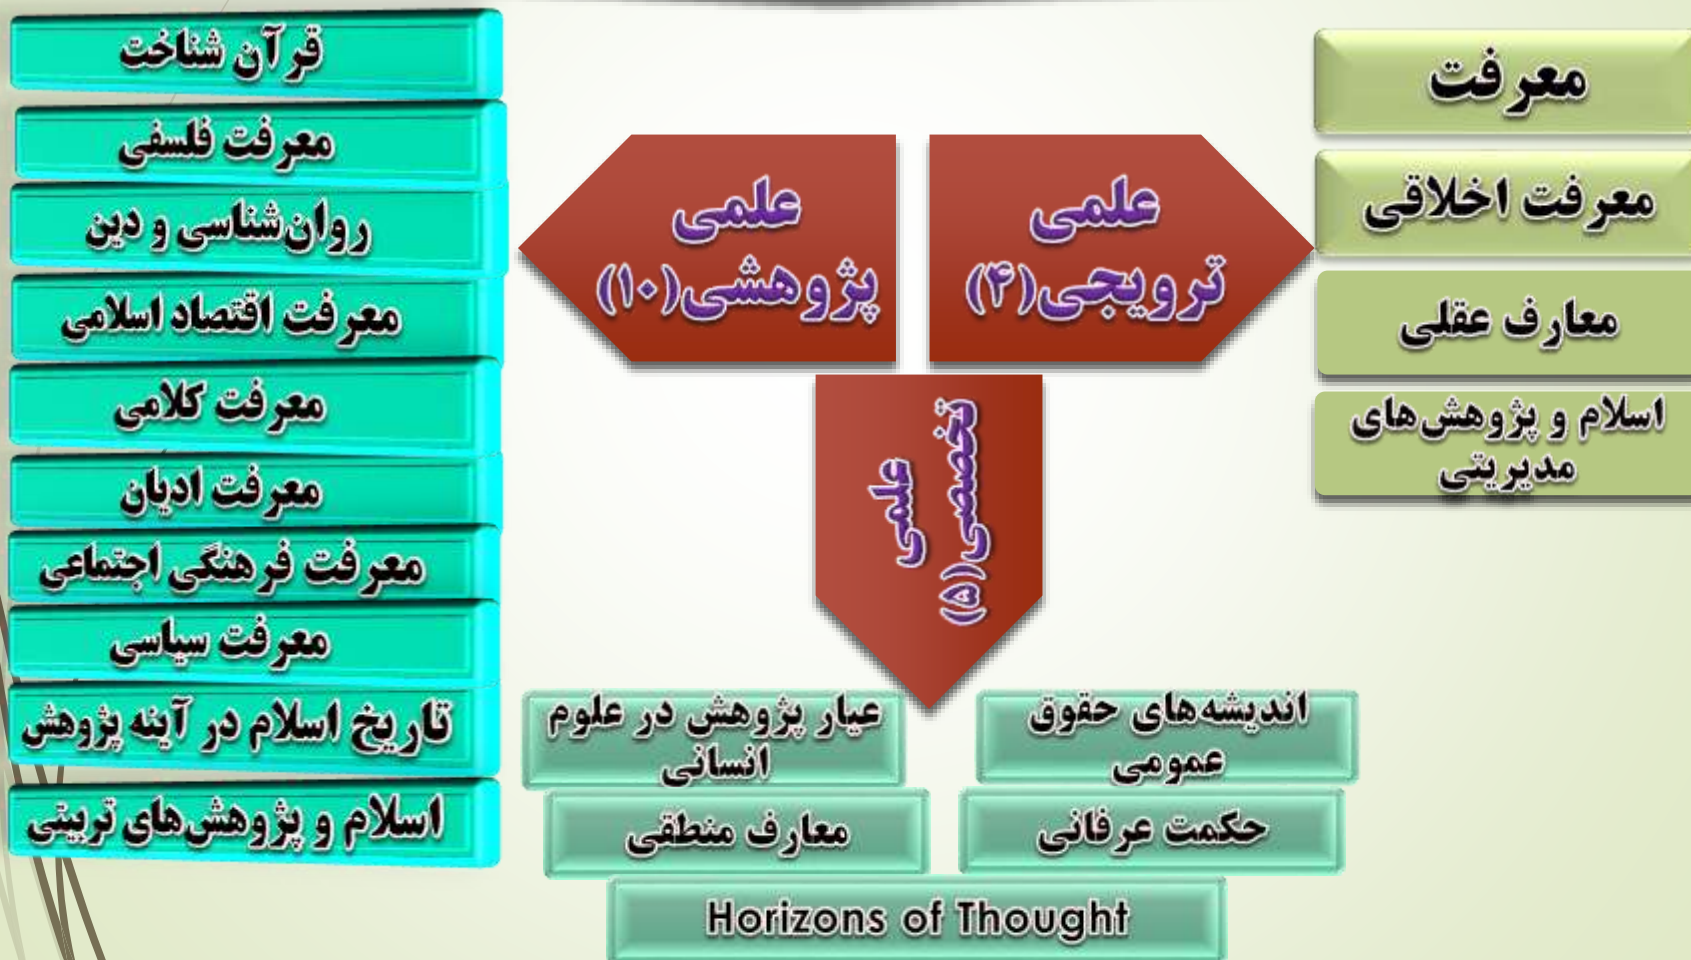 علمی
ترویجی(۴)
معرفت
معرفت اخلاقی
معارف عقلی
اسلام و پژوهش‌های
مدیریتی
علمی
پژوهشی(۱۰)
قرآن شناخت
معرفت فلسفی
روان‌شناسی و دین
معرفت اقتصاد اسلامی
معرفت کلامی
معرفت ادیان
معرفت فرهنگی اجتماعی
معرفت سیاسی
تاریخ اسلام در آینه پژوهش
اسلام و پژوهش‌های تربیتی
علمی
تخصصی(۵)
اندیشه‌های حقوق
عمومی
عیار پژوهش در علوم
انسانی
حکمت عرفانی
معارف منطقی
Horizons of Thought